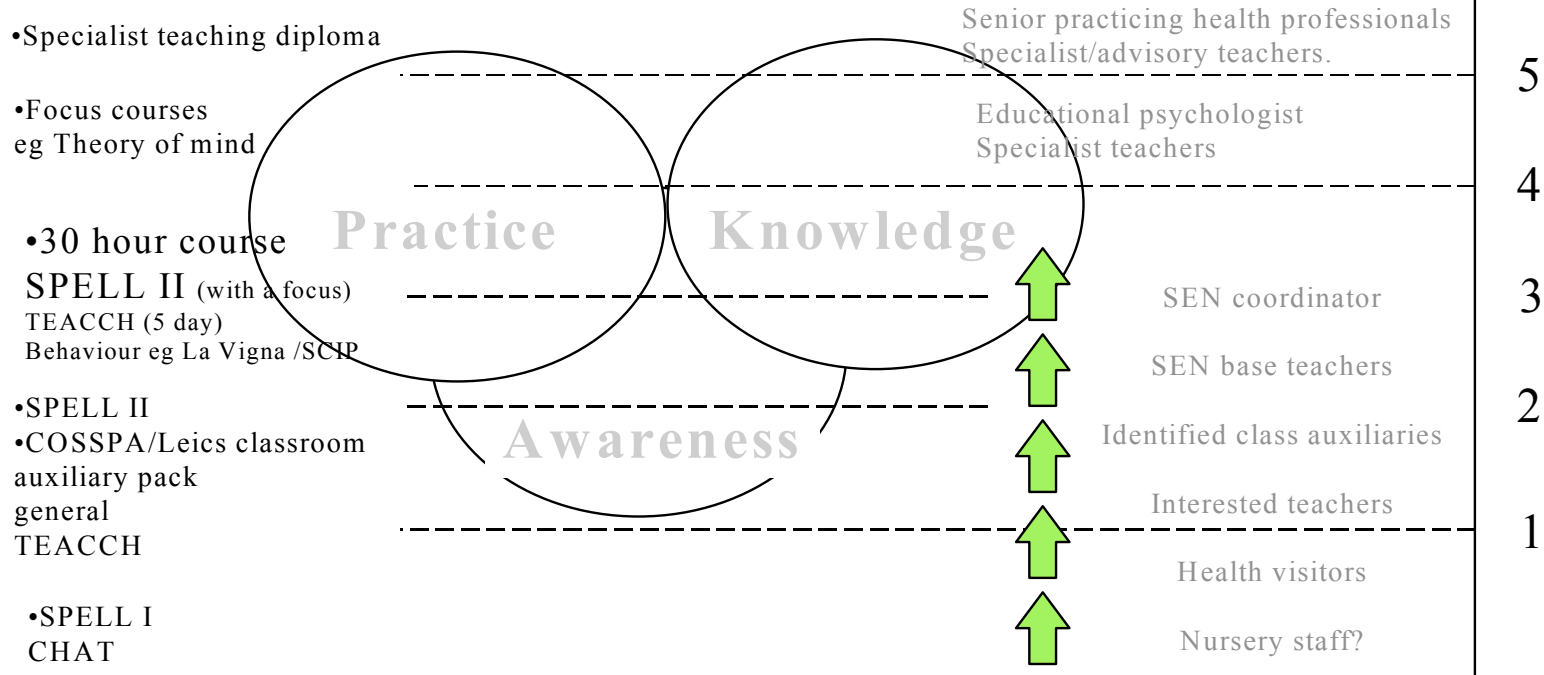 •Specialist teaching diploma
•Focus courses
eg Theory of mind
•30 hour course
SPELL II (with a focus)
TEACCH (5 day)
Behaviour eg La Vigna /SCIP
•SPELL II
•COSSPA/Leics classroom
auxiliary pack
general
TEACCH
•SPELL I
CHAT
Practice
Knowledge
Awareness
Senior practicing health professionals
Specialist/advisory teachers.
Educational psychologist
Specialist teachers
SEN coordinator
SEN base teachers
Identified class auxiliaries
Interested teachers
Health visitors
Nursery staff?
5
4
3
2
1